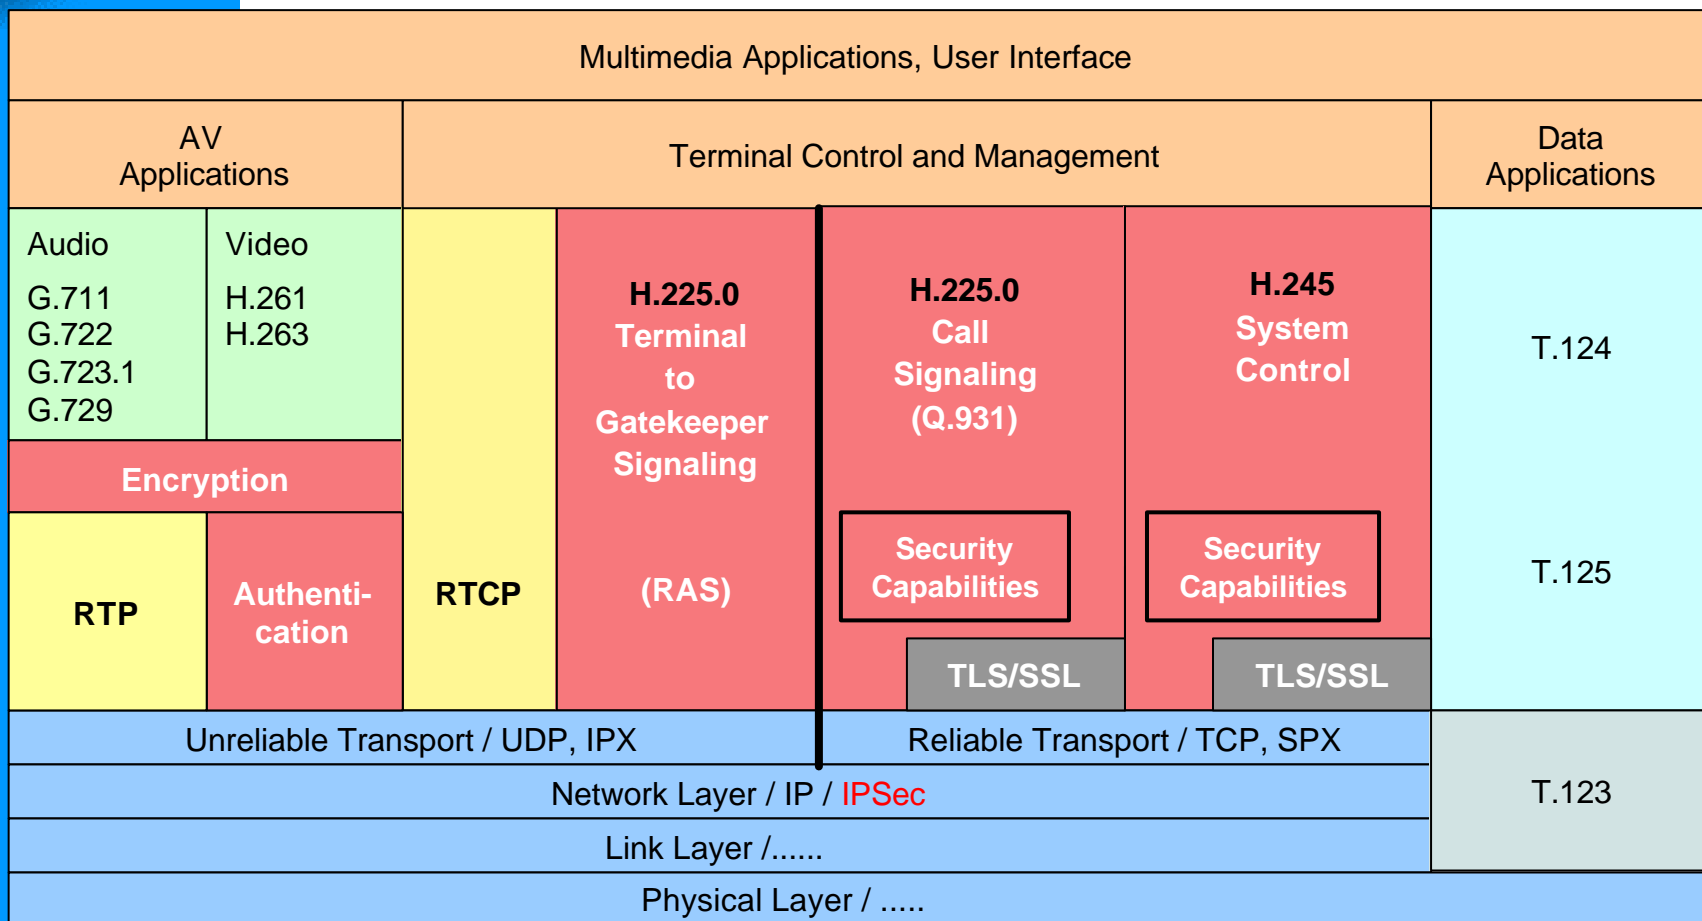 Multimedia Applications, User Interface
AV
Applications
Terminal Control and Management
Data
Applications
Audio
G.711
G.722
G.723.1
G.729
Video
H.261
H.263
Encryption
RTP
Authenti-
cation
RTCP
H.225.0
Terminal
to
Gatekeeper
Signaling
(RAS)
H.225.0
Call
Signaling
(Q.931)
Security
Capabilities
TLS/SSL
H.245
System
Control
Security
Capabilities
TLS/SSL
T.124
T.125
Unreliable Transport / UDP, IPX
Reliable Transport / TCP, SPX
Network Layer / IP / IPSec
T.123
Link Layer /......
Physical Layer / .....